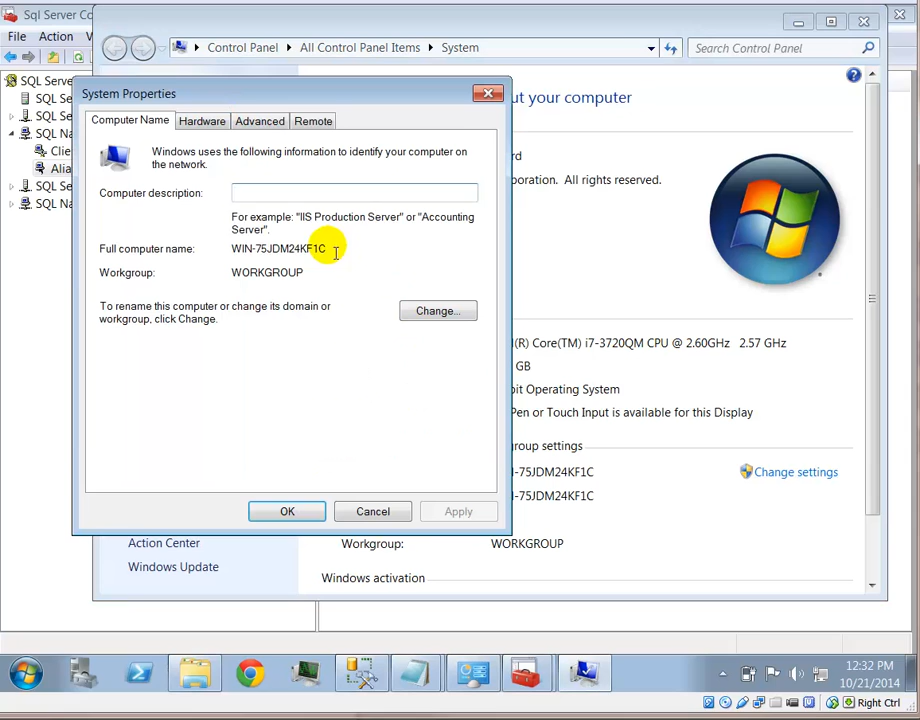 Sql Server Co
File Action V
Control Panel All Control Panel Items System
Search Control Panel
SQL Serve
SQL Se
SQL Se
SQL Na
Clie
Alia
SQL Se
SQL Na
System Properties
Computer Name Hardware Advanced Remote
Windows uses the following information to identify your computer on
the network.
Computer description:
For example: "IIS Production Server" or "Accounting
Server".
Full computer name: WIN-75JDM24KF1C
Workgroup: WORKGROUP
To rename this computer or change its domain or
workgroup, click Change.
Change...
OK Cancel Apply
ut your computer
rd
poration. All rights reserved.
(R) Core(TM) i7-3720QM CPU @ 2.60GHz 2.57 GHz
GB
bit Operating System
Pen or Touch Input is available for this Display
group settings
N-75JDM24KF1C
Change settings
N-75JDM24KF1C
Action Center
Workgroup: WORKGROUP
Windows Update
Windows activation
12:32 PM
10/21/2014
Right Ctrl